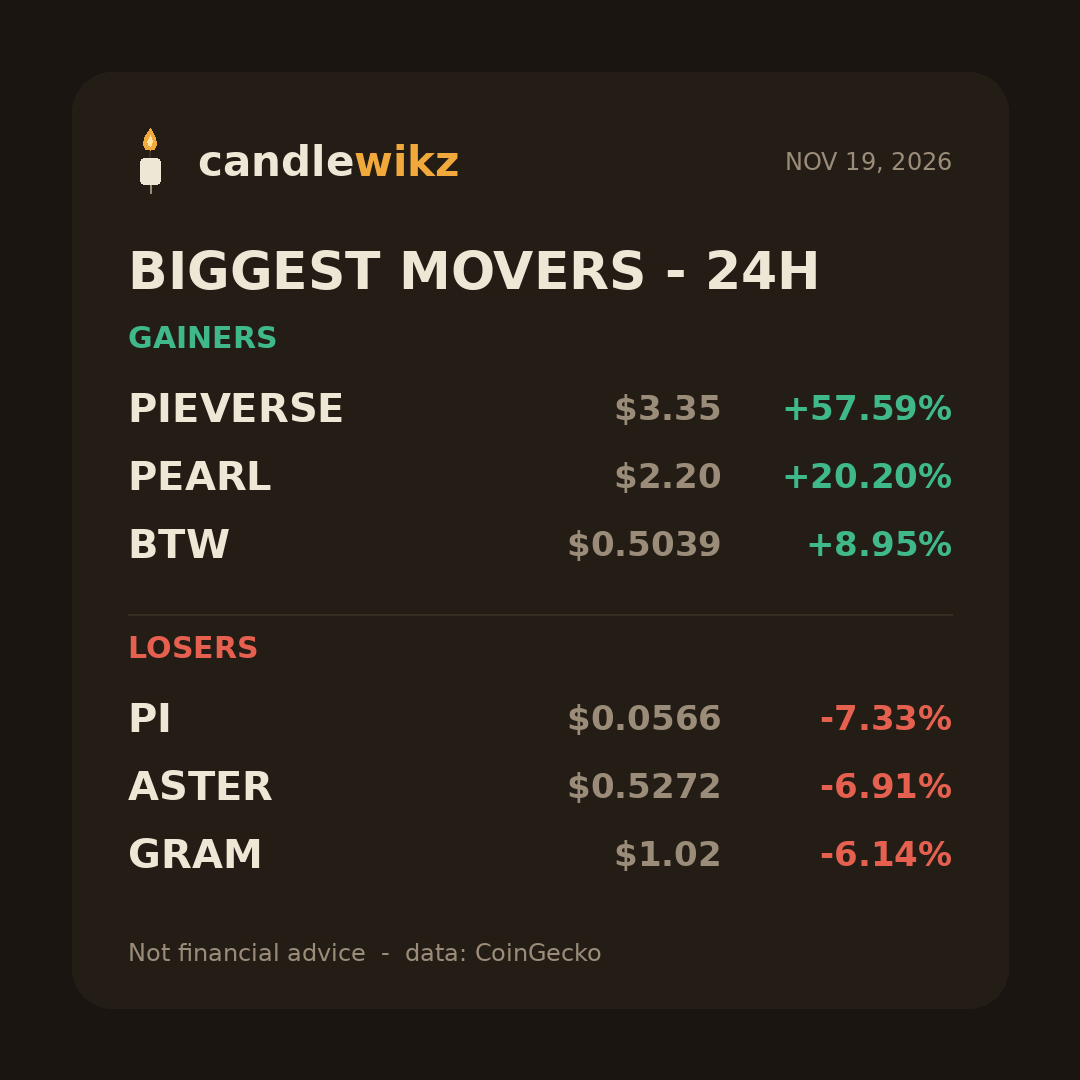 candlewikz NOV 19, 2026
BIGGEST MOVERS - 24H
GAINERS
PIEVERSE $3.35 +57.59%
PEARL $2.20 +20.20%
BTW $0.5039 +8.95%
LOSERS
PI $0.0566 -7.33%
ASTER $0.5272 -6.91%
GRAM $1.02 -6.14%
Not financial advice - data: CoinGecko